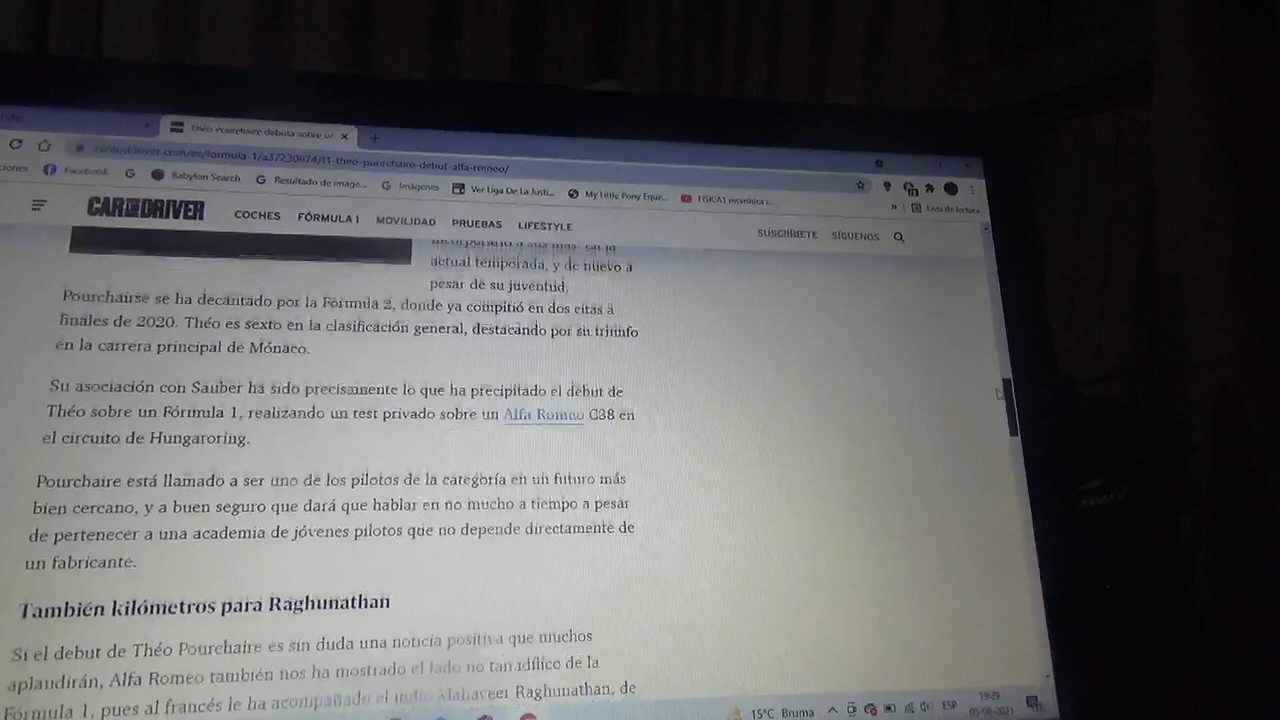 Théo Pourchaire debuta sobre un
caranddriver.com/es/formula-1/a37230674/f1-theo-pourchaire-debut-alfa-romeo/
Facebook
Babylon Search
Resultado de image...
Imágenes
Ver Liga De La Justi...
My Little Pony Eque...
FISICA1
Lista de lectura
CAR AND DRIVER
COCHES FÓRMULA 1 MOVILIDAD PRUEBAS LIFESTYLE
SUSCRÍBETE SÍGUENOS
actual temporada, y de nuevo a
pesar de su juventud,
Pourchairse se ha decantado por la Fórmula 2, donde ya compitió en dos citas a
finales de 2020. Théo es sexto en la clasificación general, destacando por su triunfo
en la carrera principal de Mónaco.
Su asociación con Sauber ha sido precisamente lo que ha precipitado el debut de
Théo sobre un Fórmula 1, realizando un test privado sobre un Alfa Romeo C38 en
el circuito de Hungaroring.
Pourchaire está llamado a ser uno de los pilotos de la categoría en un futuro más
bien cercano, y a buen seguro que dará que hablar en no mucho a tiempo a pesar
de pertenecer a una academia de jóvenes pilotos que no depende directamente de
un fabricante.
También kilómetros para Raghunathan
Si el debut de Théo Pourchaire es sin duda una noticia positiva que muchos
aplaudirán, Alfa Romeo también nos ha mostrado el lado no tan idílico de la
Fórmula 1, pues al francés le ha acompañado el indio Mahaveer Raghunathan, de
15°C Bruma
ESP
19:29
05-08-2021